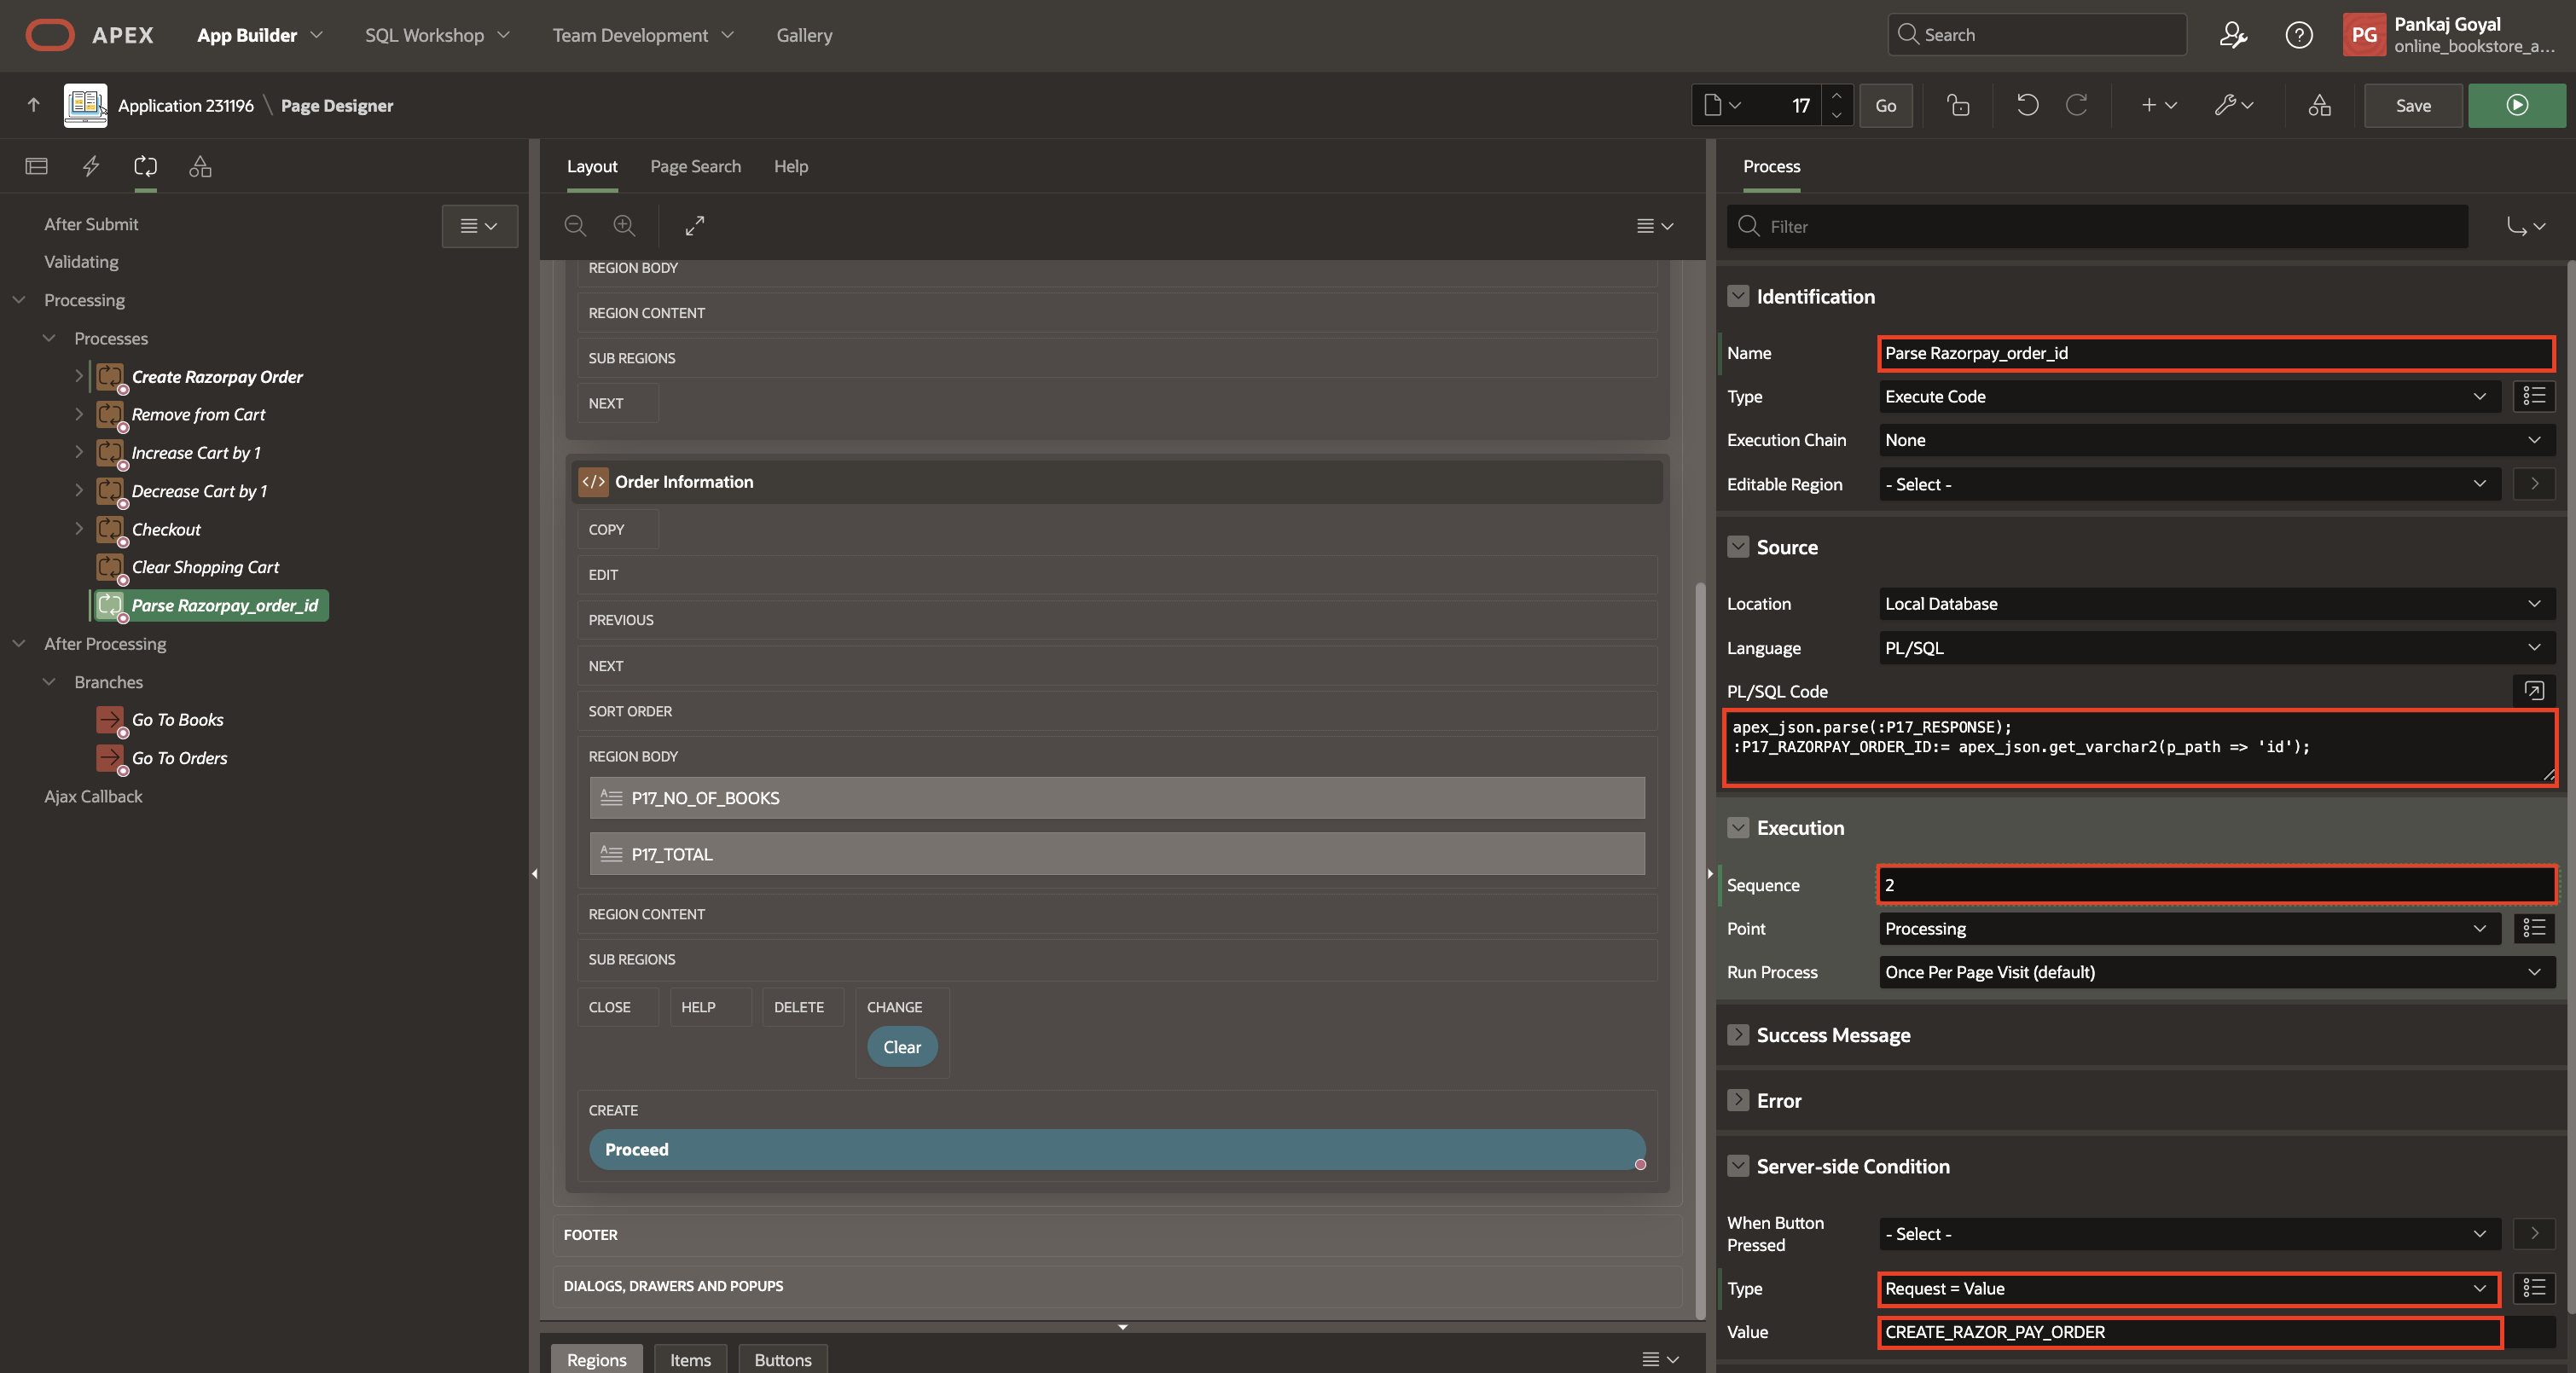 APEX App Builder SQL Workshop Team Development Gallery Search PG Pankaj Goyal
online_bookstore_a...
Application 231196 \ Page Designer 17 Go Save
After Submit
Validating
Processing
Processes
Create Razorpay Order
Remove from Cart
Increase Cart by 1
Decrease Cart by 1
Checkout
Clear Shopping Cart
Parse Razorpay_order_id
After Processing
Branches
Go To Books
Go To Orders
Ajax Callback
Layout Page Search Help
REGION BODY
REGION CONTENT
SUB REGIONS
NEXT
</> Order Information
COPY
EDIT
PREVIOUS
NEXT
SORT ORDER
REGION BODY
P17_NO_OF_BOOKS
P17_TOTAL
REGION CONTENT
SUB REGIONS
CLOSE HELP DELETE CHANGE
Clear
CREATE
Proceed
FOOTER
DIALOGS, DRAWERS AND POPUPS
Regions Items Buttons
Process
Filter
Identification
Name Parse Razorpay_order_id
Type Execute Code
Execution Chain None
Editable Region - Select -
Source
Location Local Database
Language PL/SQL
PL/SQL Code
apex_json.parse(:P17_RESPONSE);
:P17_RAZORPAY_ORDER_ID:= apex_json.get_varchar2(p_path => 'id');
Execution
Sequence 2
Point Processing
Run Process Once Per Page Visit (default)
Success Message
Error
Server-side Condition
When Button Pressed - Select -
Type Request = Value
Value CREATE_RAZOR_PAY_ORDER